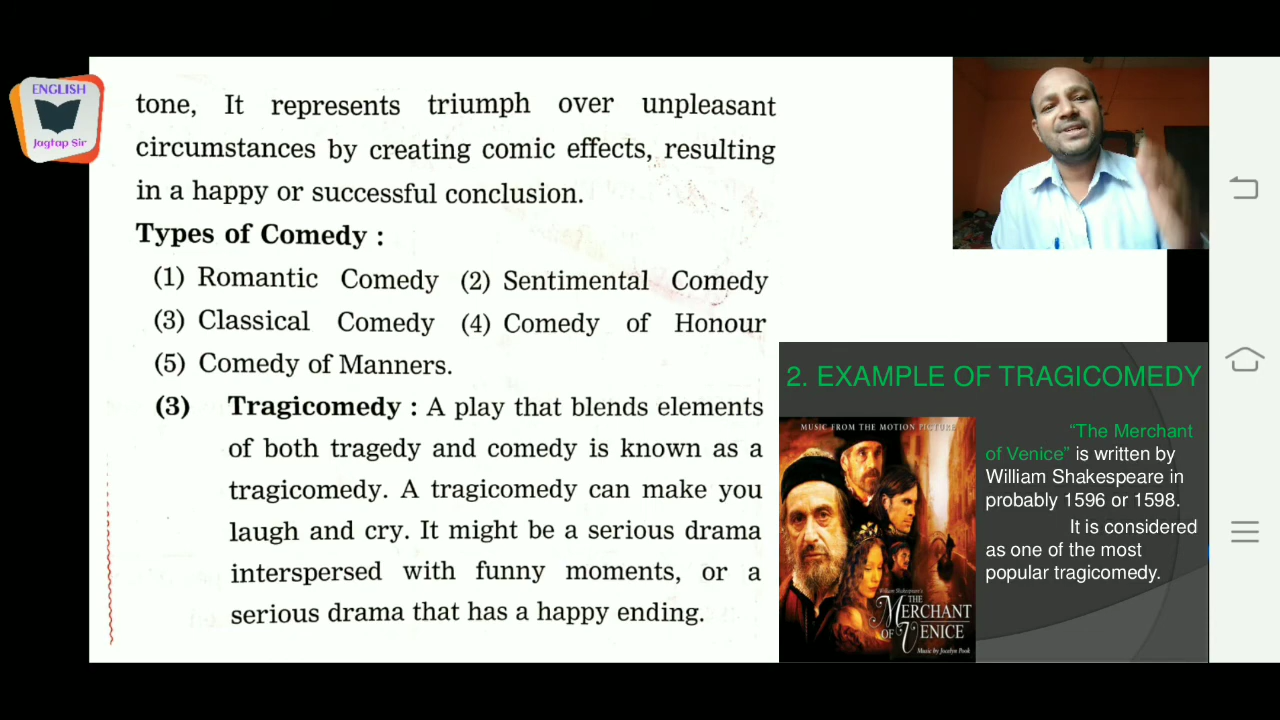 ENGLISH
Jagtap Sir
tone, It represents triumph over unpleasant
circumstances by creating comic effects, resulting
in a happy or successful conclusion.
Types of Comedy :
(1) Romantic Comedy (2) Sentimental Comedy
(3) Classical Comedy (4) Comedy of Honour
(5) Comedy of Manners.
(3) Tragicomedy : A play that blends elements
of both tragedy and comedy is known as a
tragicomedy. A tragicomedy can make you
laugh and cry. It might be a serious drama
interspersed with funny moments, or a
serious drama that has a happy ending.
2. EXAMPLE OF TRAGICOMEDY
MUSIC FROM THE MOTION PICTURE
William Shakespeare's
THE
MERCHANT
OF VENICE
Music by Jocelyn Pook
“The Merchant
of Venice” is written by
William Shakespeare in
probably 1596 or 1598.
It is considered
as one of the most
popular tragicomedy.